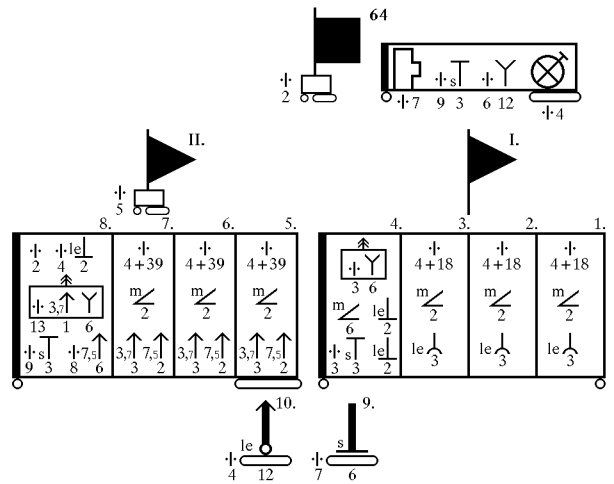 64
2
7 9 s 3 6 12 4
II.
I.
5
8. 7. 6. 5.
2 4 le 2 4+39 4+39 4+39
3,7
13 1 6
m 2 m 2 m 2
9 s 3 8 7,5 6 3,7 3 7,5 2 3,7 3 7,5 2 3,7 3 7,5 2
4. 3. 2. 1.
3 6 4+18 4+18 4+18
m 6 le 2 m 2 m 2 m 2
3 s 3 le 2 le 3 le 3 le 3
10.
le
4 12
9.
s
7 6